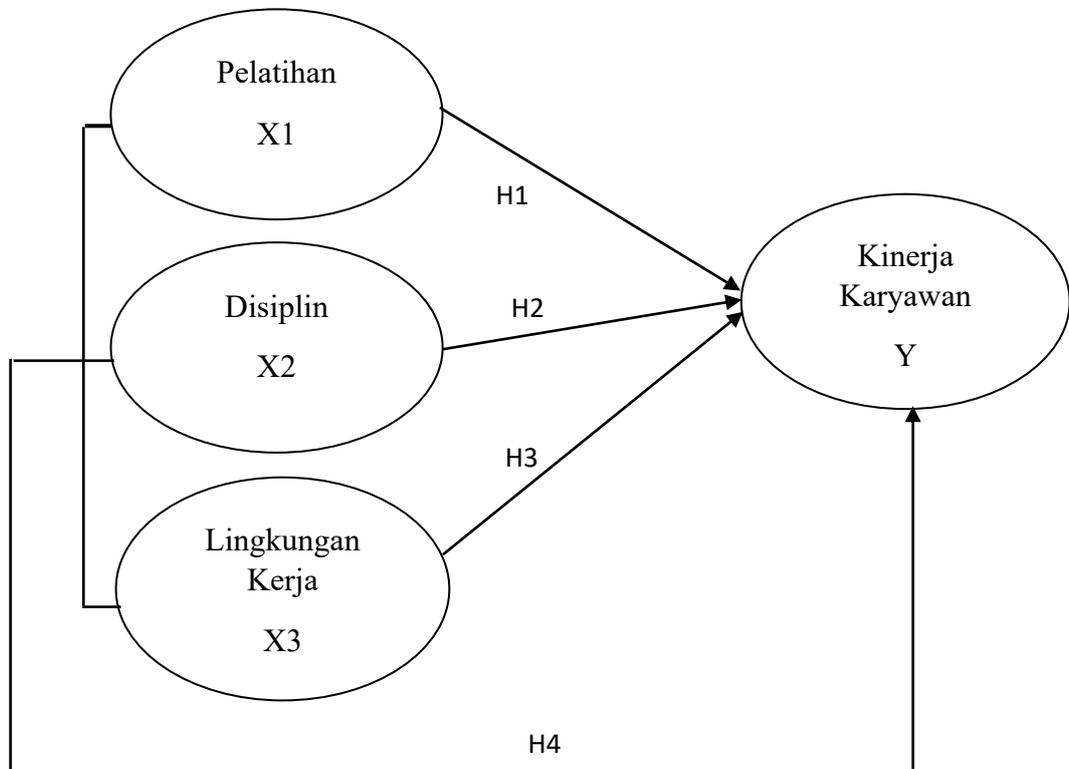 Pelatihan
X1
H1
Kinerja
Karyawan
Y
Disiplin
X2
H2
H3
Lingkungan
Kerja
X3
H4